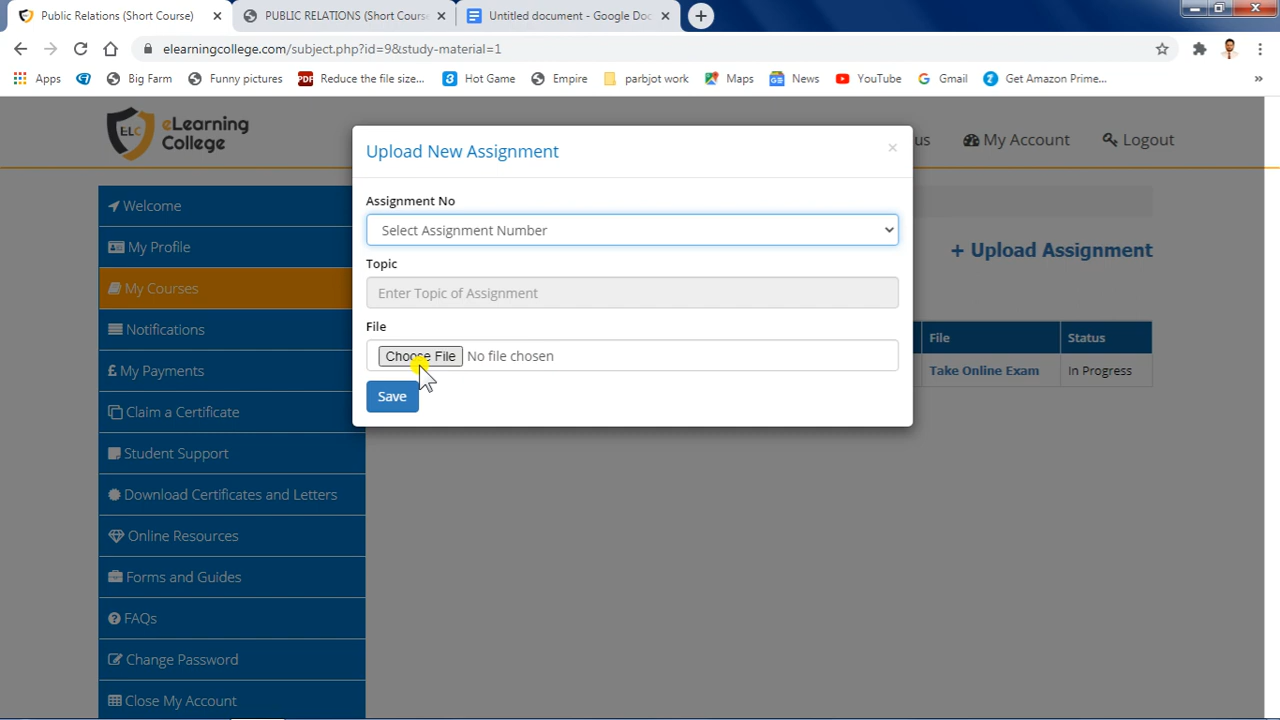 Public Relations (Short Course)
PUBLIC RELATIONS (Short Course
Untitled document - Google Doc
elearningcollege.com/subject.php?id=9&study-material=1
Apps
Big Farm
Funny pictures
PDF Reduce the file size...
Hot Game
Empire
parbjot work
Maps
News
YouTube
Gmail
Get Amazon Prime...
»
ELC eLearning College
us
My Account
Logout
Upload New Assignment
×
Assignment No
Select Assignment Number
Topic
Enter Topic of Assignment
File
Choose File No file chosen
Save
Welcome
My Profile
My Courses
Notifications
£ My Payments
Claim a Certificate
Student Support
Download Certificates and Letters
Online Resources
Forms and Guides
FAQs
Change Password
Close My Account
+ Upload Assignment
File Status
Take Online Exam In Progress